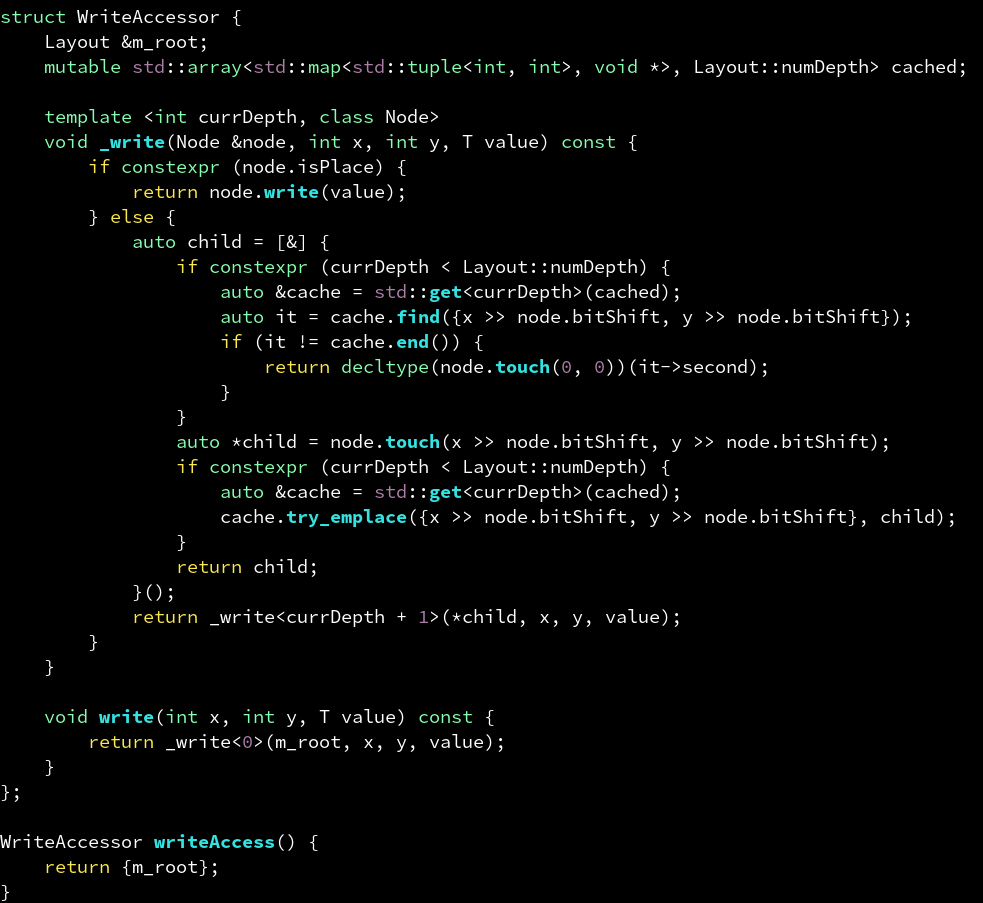 struct WriteAccessor {
    Layout &m_root;
    mutable std::array<std::map<std::tuple<int, int>, void *>, Layout::numDepth> cached;

    template <int currDepth, class Node>
    void _write(Node &node, int x, int y, T value) const {
        if constexpr (node.isPlace) {
            return node.write(value);
        } else {
            auto child = [&] {
                if constexpr (currDepth < Layout::numDepth) {
                    auto &cache = std::get<currDepth>(cached);
                    auto it = cache.find({x >> node.bitShift, y >> node.bitShift});
                    if (it != cache.end()) {
                        return decltype(node.touch(0, 0))(it->second);
                    }
                }
                auto *child = node.touch(x >> node.bitShift, y >> node.bitShift);
                if constexpr (currDepth < Layout::numDepth) {
                    auto &cache = std::get<currDepth>(cached);
                    cache.try_emplace({x >> node.bitShift, y >> node.bitShift}, child);
                }
                return child;
            }();
            return _write<currDepth + 1>(*child, x, y, value);
        }
    }

    void write(int x, int y, T value) const {
        return _write<0>(m_root, x, y, value);
    }
};

WriteAccessor writeAccess() {
    return {m_root};
}